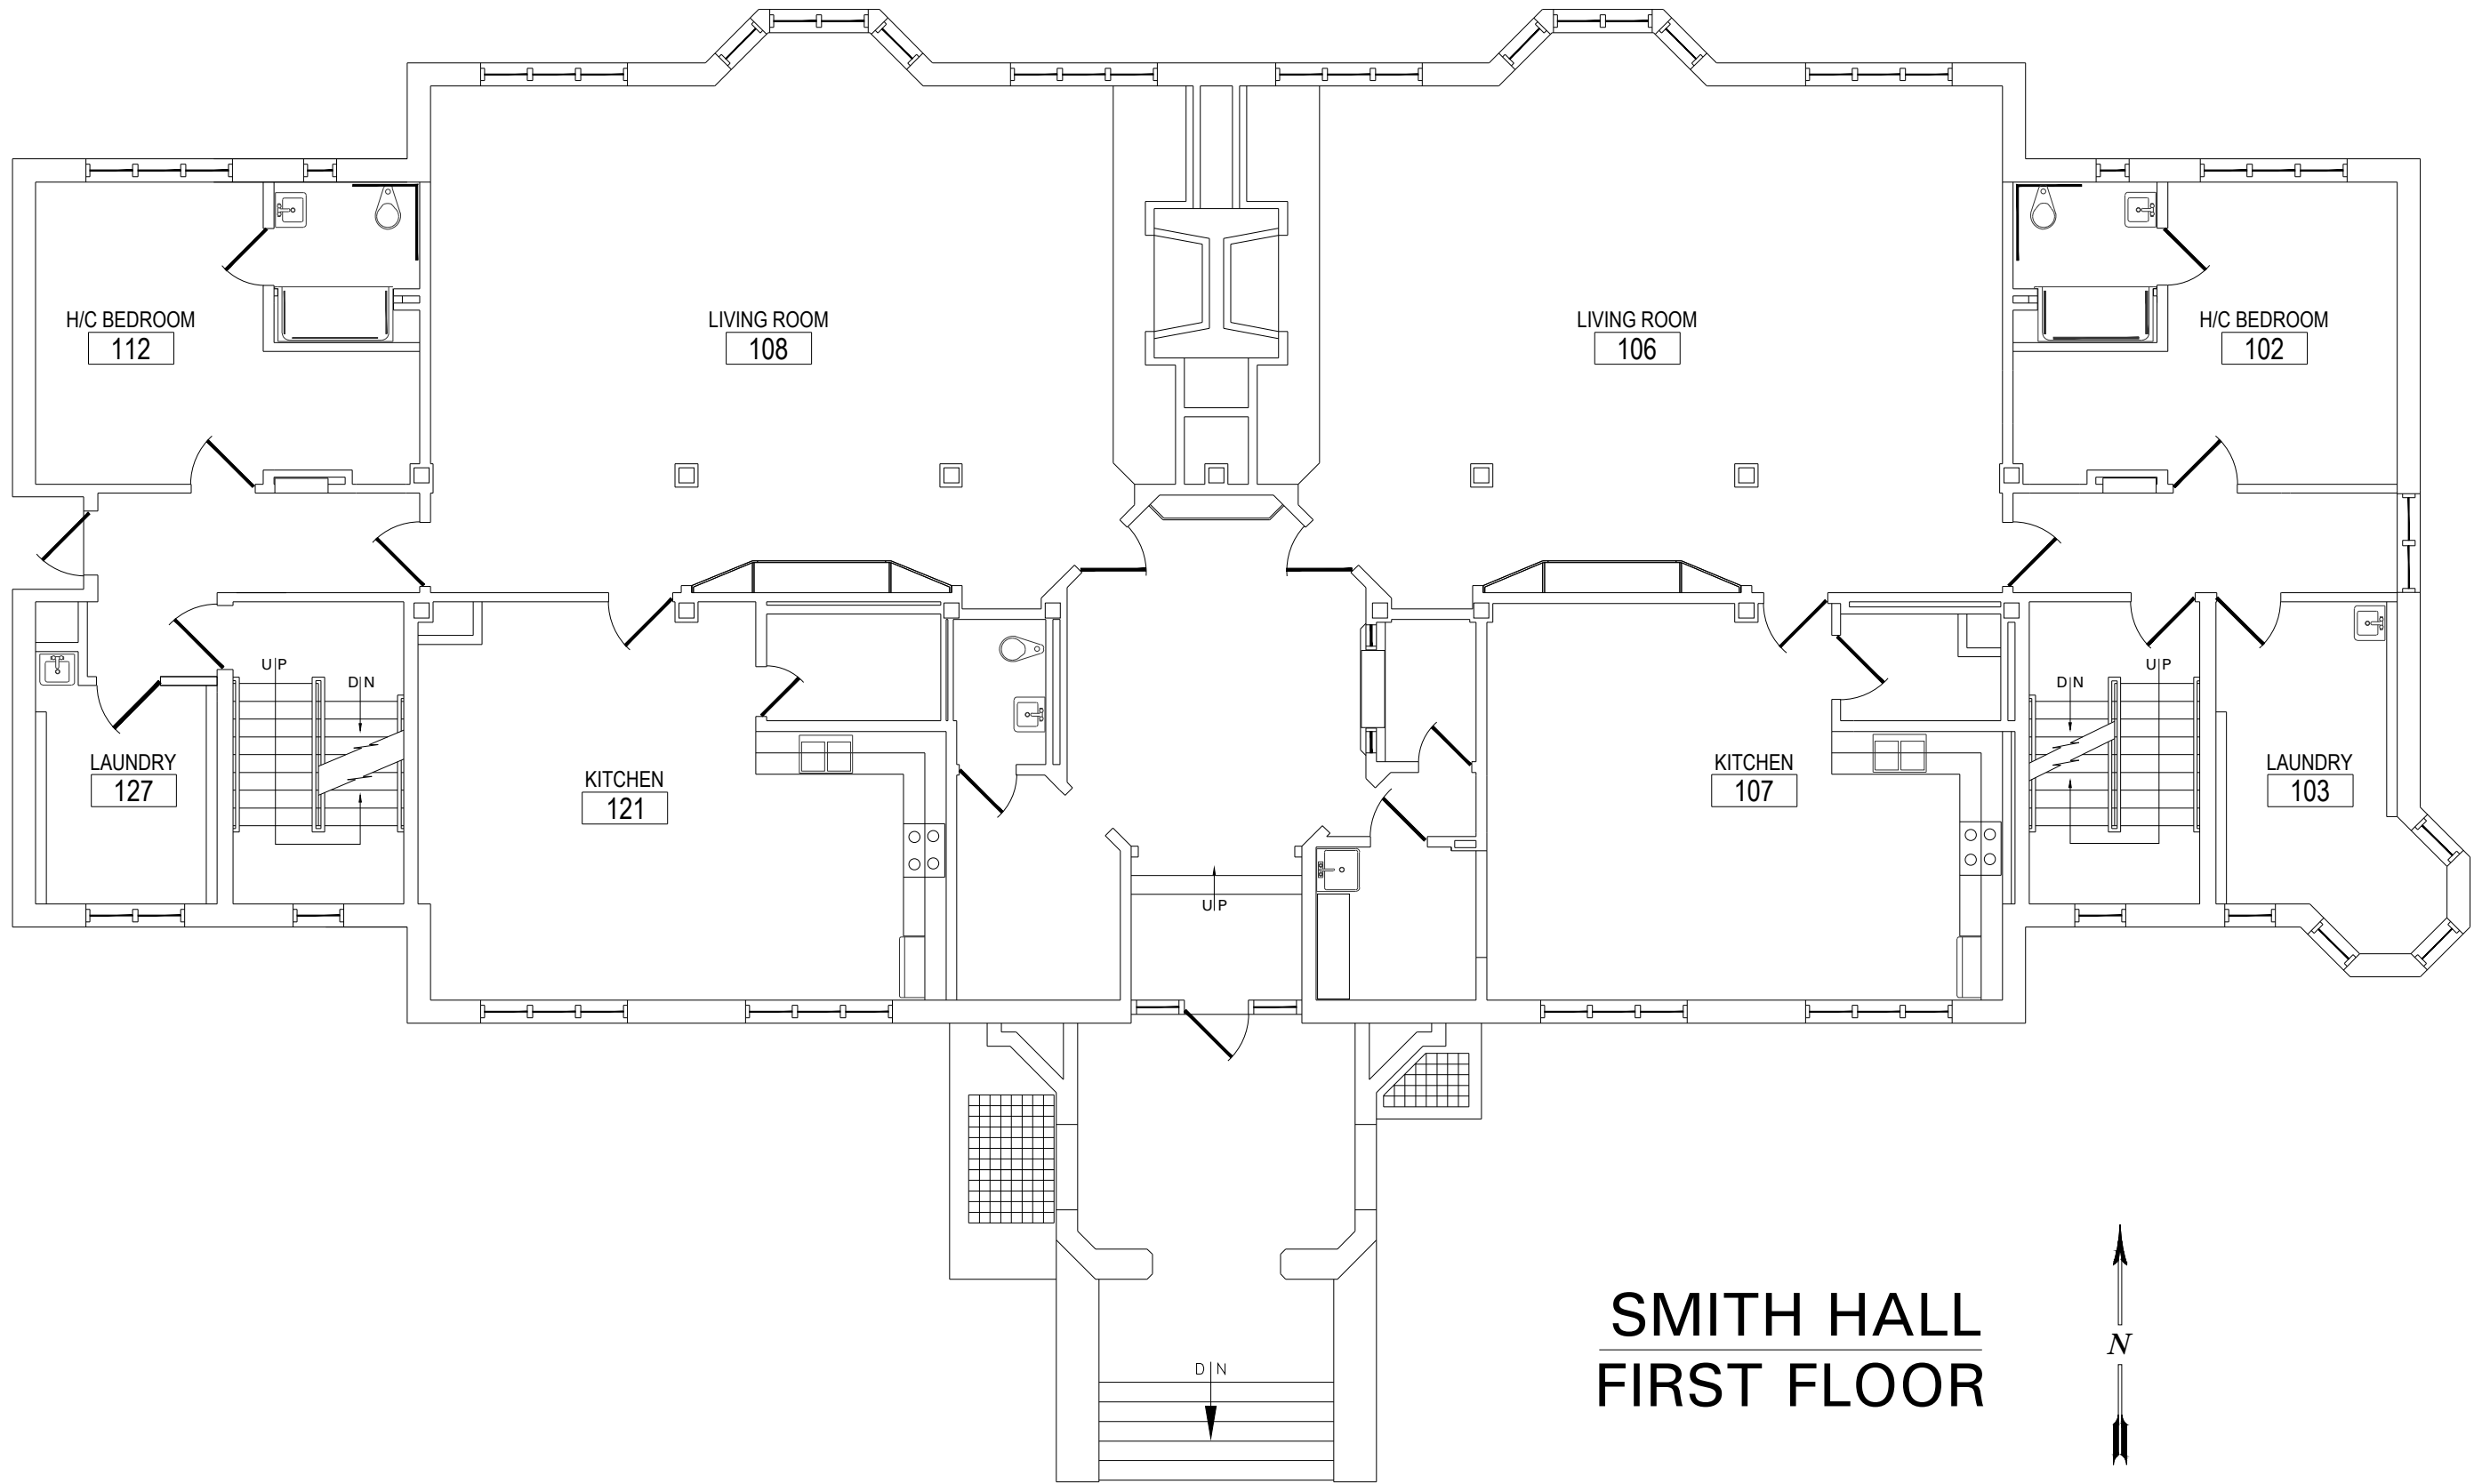 H/C BEDROOM
112
LIVING ROOM
108
LIVING ROOM
106
H/C BEDROOM
102
UP
DN
UP
DN
LAUNDRY
127
KITCHEN
121
KITCHEN
107
LAUNDRY
103
UP
SMITH HALL
FIRST FLOOR
N
DN